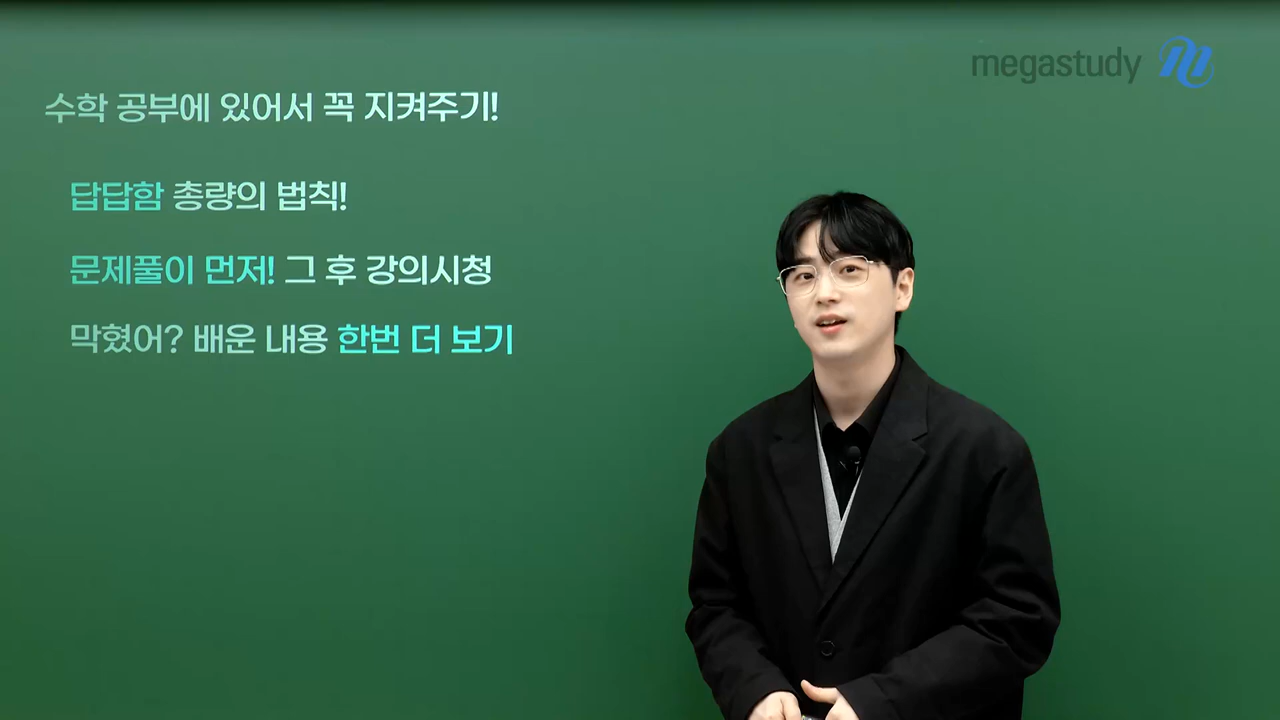 megastudy
수학 공부에 있어서 꼭 지켜주기!
답답함 총량의 법칙!
문제풀이 먼저! 그 후 강의시청
막혔어? 배운 내용 한번 더 보기